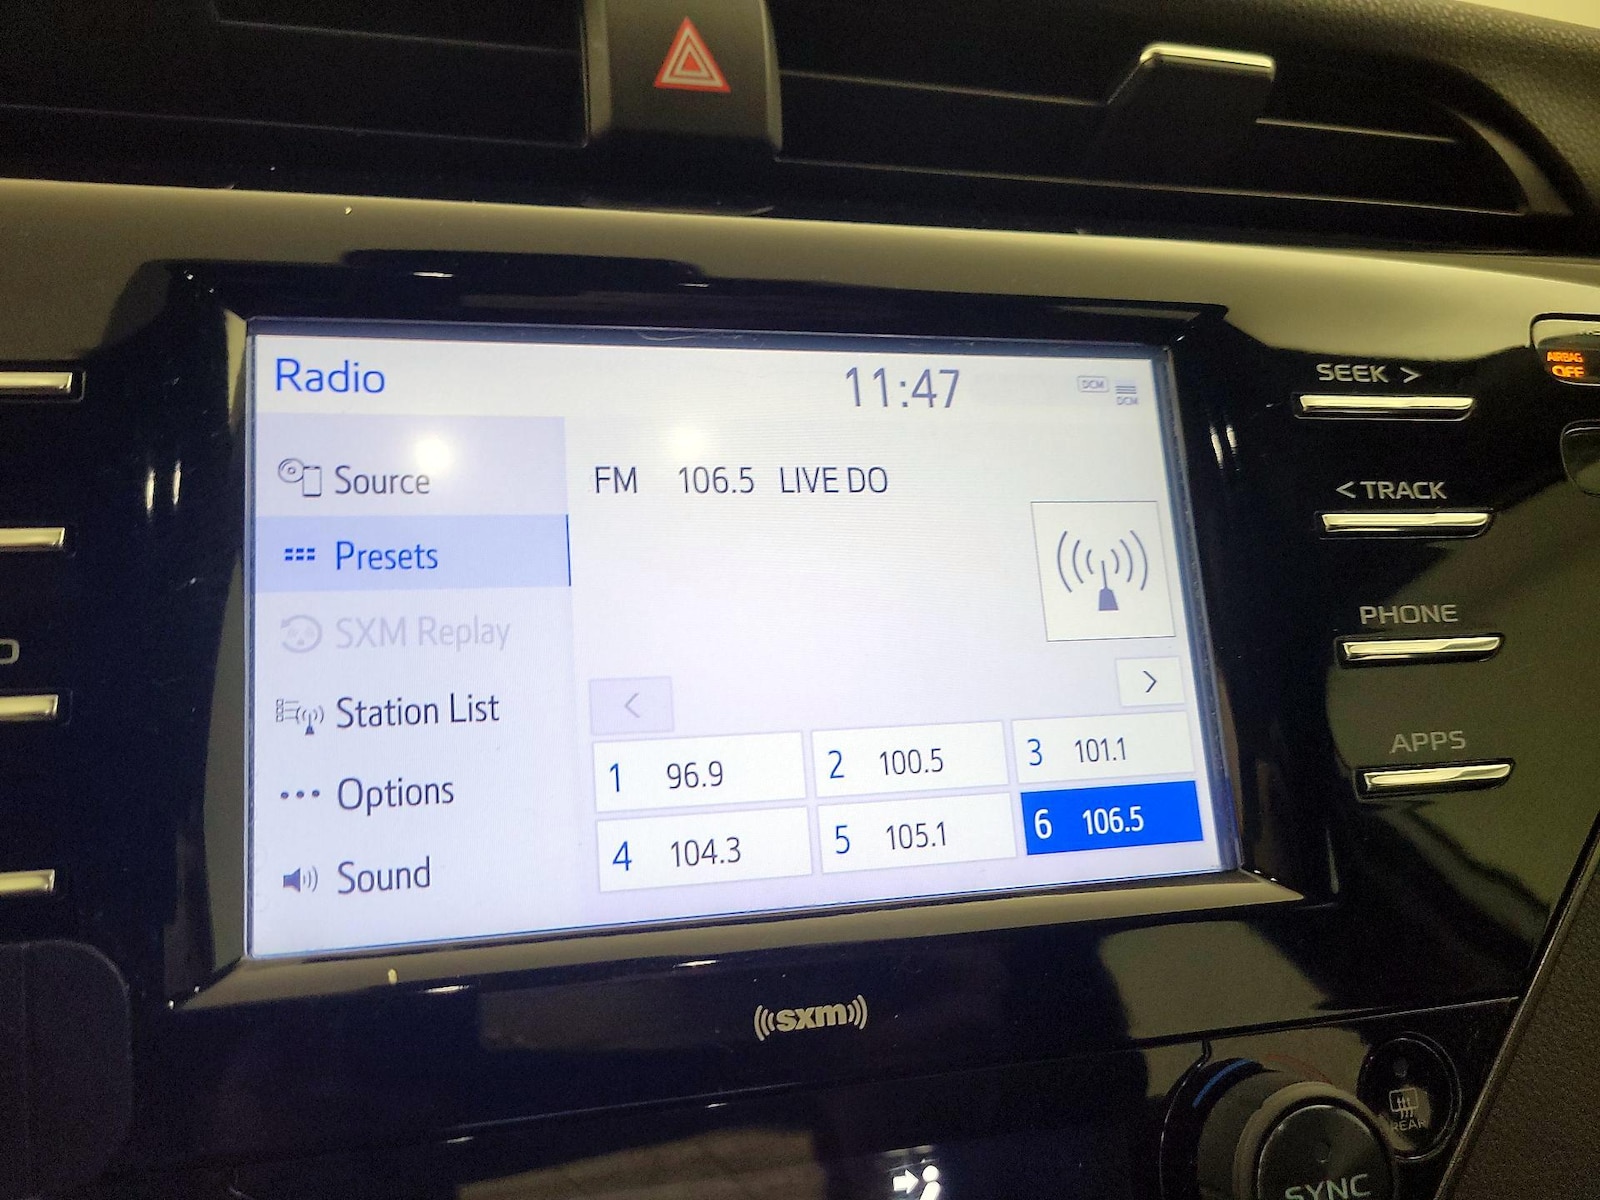 Radio
11:47
DCM
DCM
AIRBAG
OFF
SEEK >
Source
FM 106.5 LIVE DO
< TRACK
Presets
SXM Replay
PHONE
Station List
< >
1 96.9
2 100.5
3 101.1
APPS
Options
4 104.3
5 105.1
6 106.5
Sound
sxm
REAR
SYNC